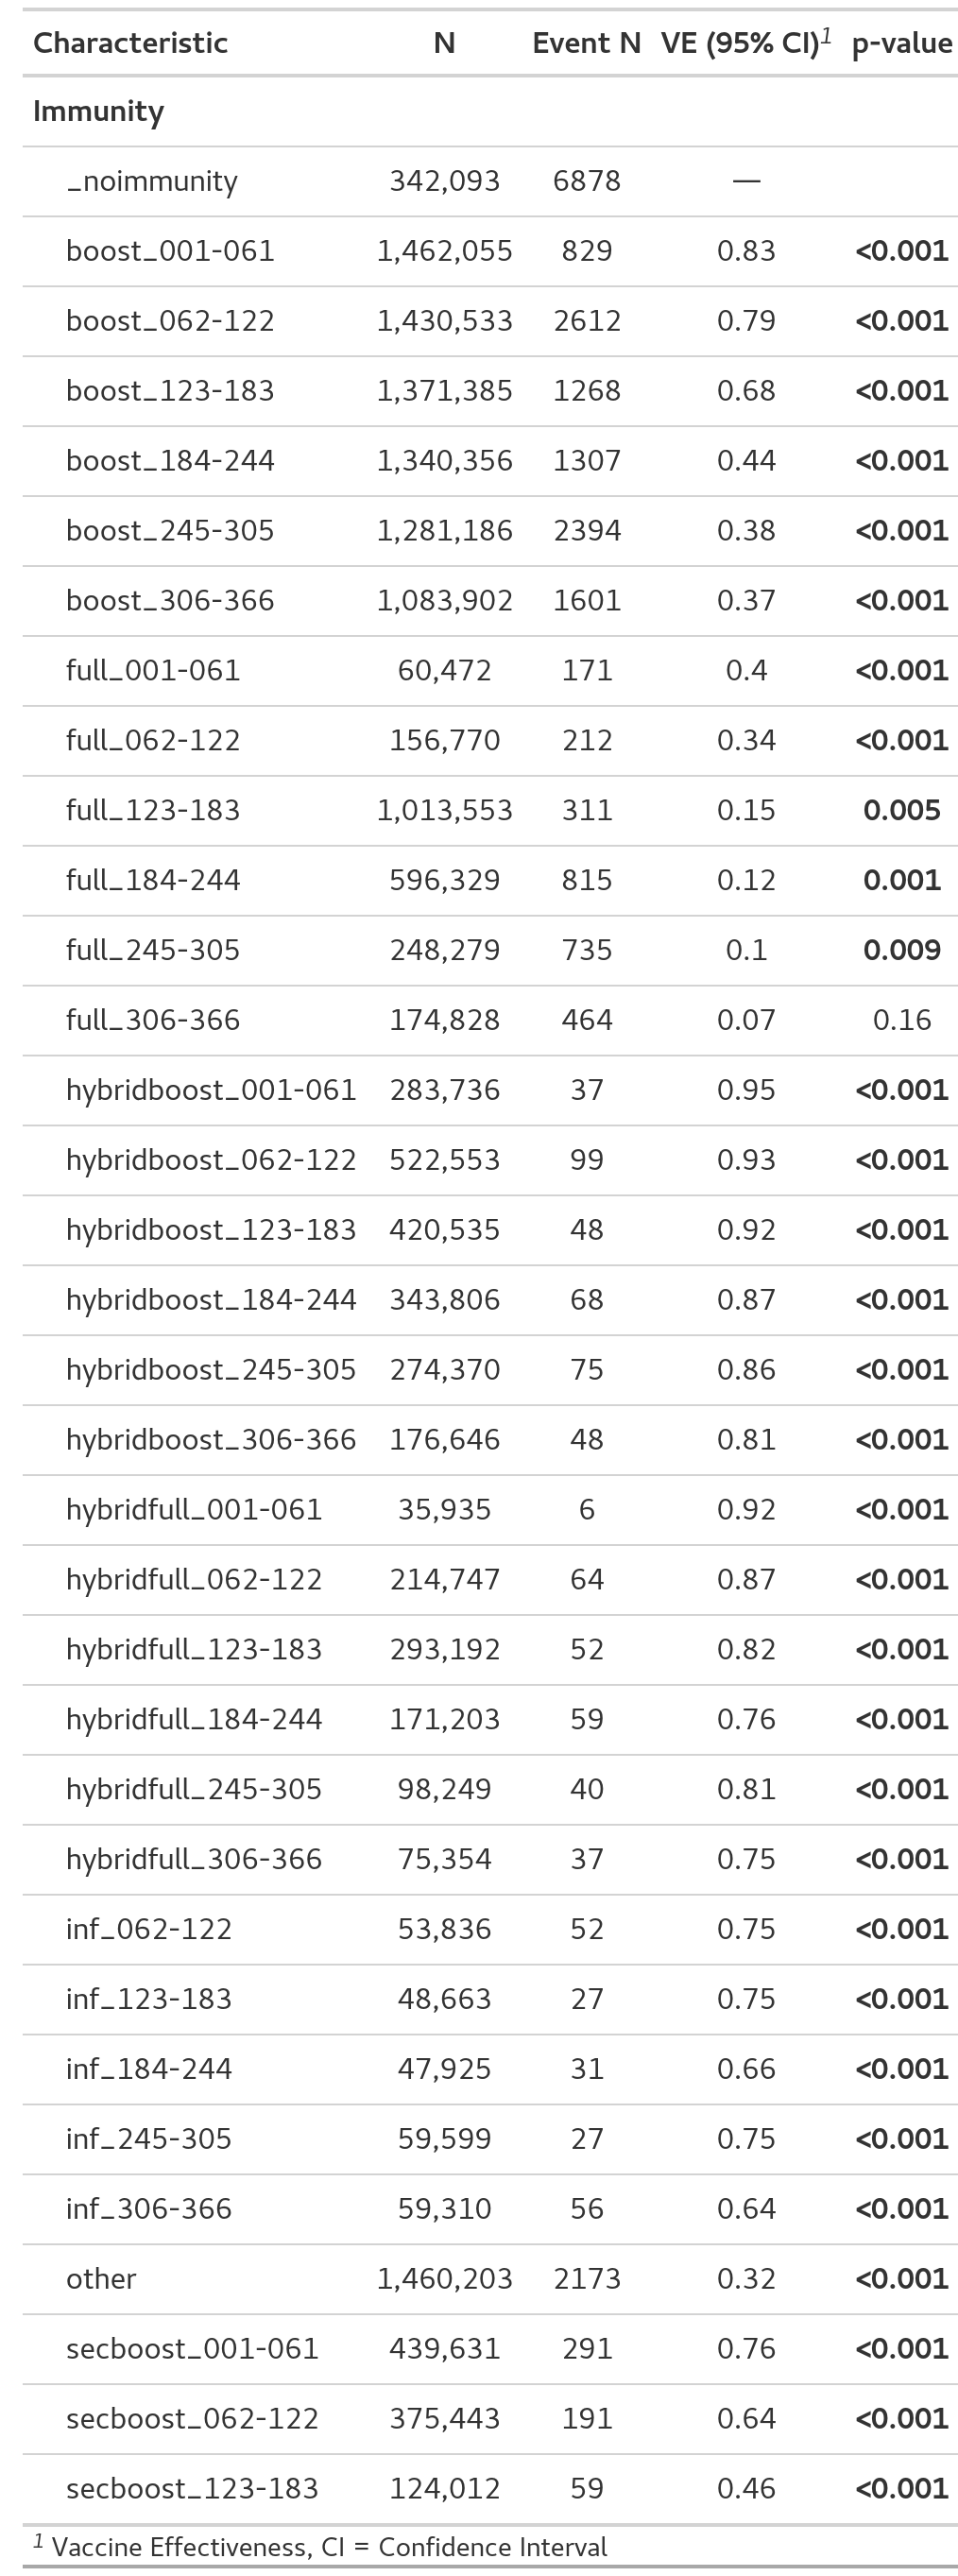 Characteristic N Event N VE (95% CI)1 p-value
Immunity
_noimmunity 342,093 6878 —
boost_001-061 1,462,055 829 0.83 <0.001
boost_062-122 1,430,533 2612 0.79 <0.001
boost_123-183 1,371,385 1268 0.68 <0.001
boost_184-244 1,340,356 1307 0.44 <0.001
boost_245-305 1,281,186 2394 0.38 <0.001
boost_306-366 1,083,902 1601 0.37 <0.001
full_001-061 60,472 171 0.4 <0.001
full_062-122 156,770 212 0.34 <0.001
full_123-183 1,013,553 311 0.15 0.005
full_184-244 596,329 815 0.12 0.001
full_245-305 248,279 735 0.1 0.009
full_306-366 174,828 464 0.07 0.16
hybridboost_001-061 283,736 37 0.95 <0.001
hybridboost_062-122 522,553 99 0.93 <0.001
hybridboost_123-183 420,535 48 0.92 <0.001
hybridboost_184-244 343,806 68 0.87 <0.001
hybridboost_245-305 274,370 75 0.86 <0.001
hybridboost_306-366 176,646 48 0.81 <0.001
hybridfull_001-061 35,935 6 0.92 <0.001
hybridfull_062-122 214,747 64 0.87 <0.001
hybridfull_123-183 293,192 52 0.82 <0.001
hybridfull_184-244 171,203 59 0.76 <0.001
hybridfull_245-305 98,249 40 0.81 <0.001
hybridfull_306-366 75,354 37 0.75 <0.001
inf_062-122 53,836 52 0.75 <0.001
inf_123-183 48,663 27 0.75 <0.001
inf_184-244 47,925 31 0.66 <0.001
inf_245-305 59,599 27 0.75 <0.001
inf_306-366 59,310 56 0.64 <0.001
other 1,460,203 2173 0.32 <0.001
secboost_001-061 439,631 291 0.76 <0.001
secboost_062-122 375,443 191 0.64 <0.001
secboost_123-183 124,012 59 0.46 <0.001
1 Vaccine Effectiveness, CI = Confidence Interval